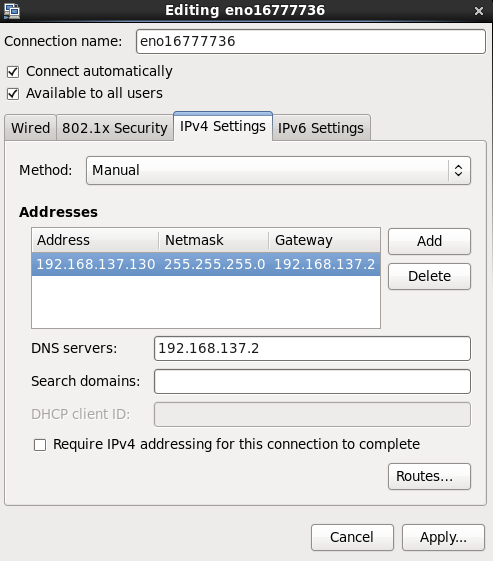 Editing eno16777736
Connection name: eno16777736
Connect automatically
Available to all users
Wired 802.1x Security IPv4 Settings IPv6 Settings
Method: Manual
Addresses
Address Netmask Gateway
192.168.137.130 255.255.255.0 192.168.137.2
Add
Delete
DNS servers: 192.168.137.2
Search domains:
DHCP client ID:
Require IPv4 addressing for this connection to complete
Routes...
Cancel Apply...